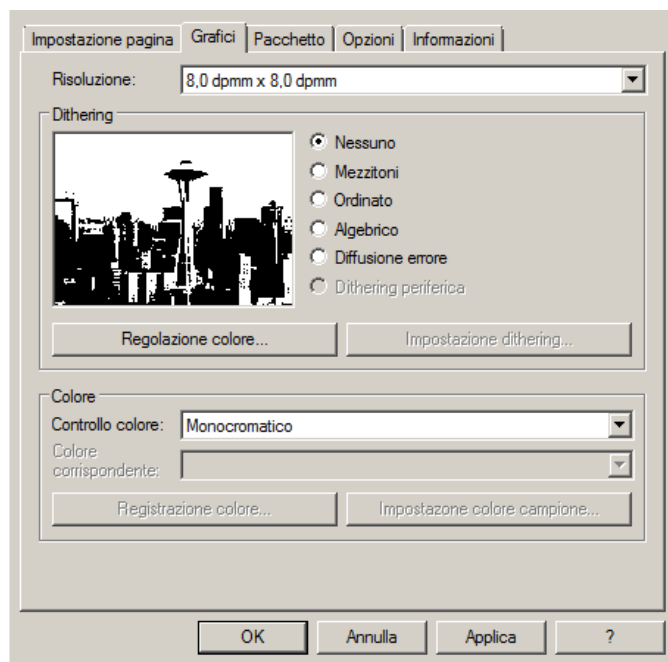 Impostazione pagina Grafici Pacchetto Opzioni Informazioni
Risoluzione: 8,0 dpmm x 8,0 dpmm
Dithering
Nessuno
Mezzitoni
Ordinato
Algebrico
Diffusione errore
Dithering periferica
Regolazione colore... Impostazione dithering...
Colore
Controllo colore: Monocromatico
Colore
corrispondente:
Registrazione colore... Impostazone colore campione...
OK Annulla Applica ?